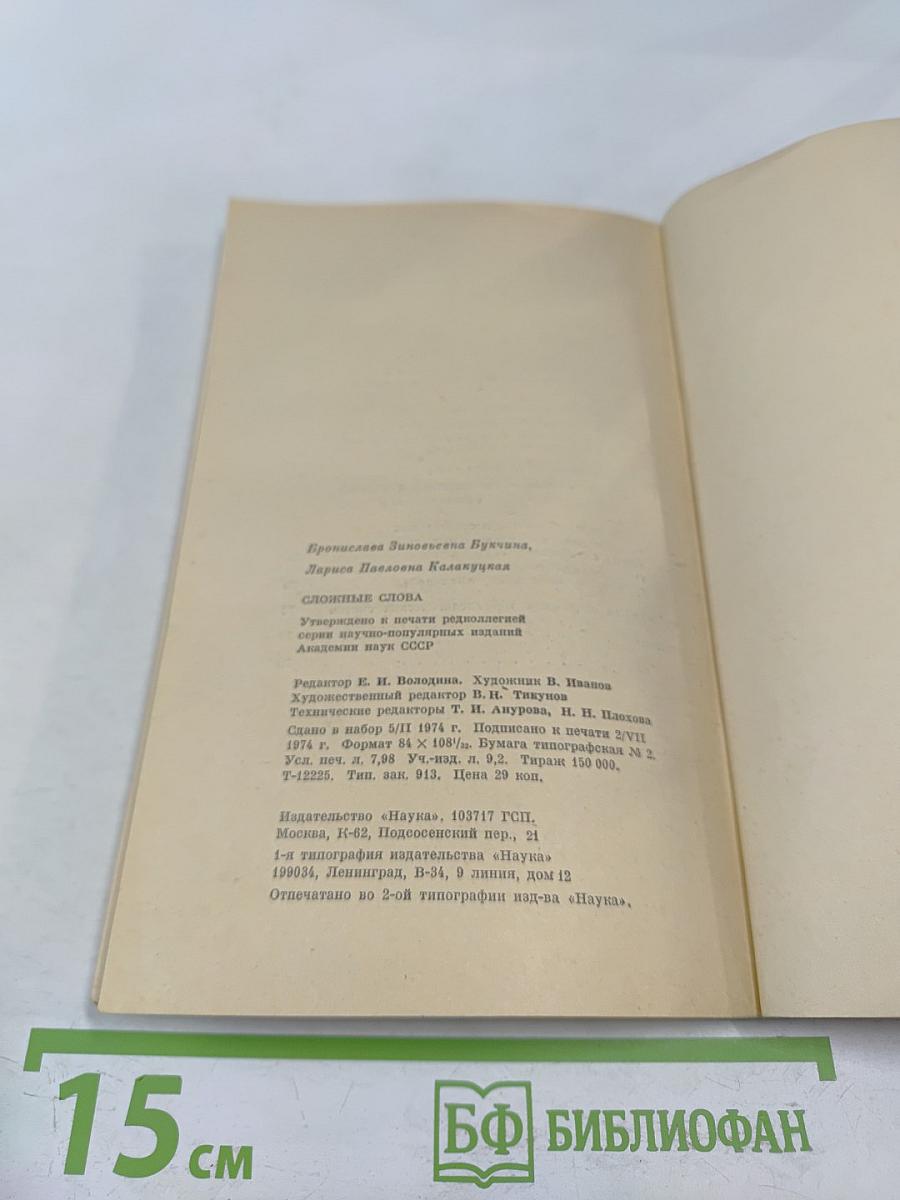 Бронислава Зиновьевна Букчина,
Лариса Павловна Калакуцкая
СЛОЖНЫЕ СЛОВА
Утверждено к печати редколлегией
серии научно-популярных изданий
Академии наук СССР
Редактор Е. И. Володина. Художник В. Иванов
Художественный редактор В. Н. Тикунов
Технические редакторы Т. И. Анурова, Н. Н. Плохова
Сдано в набор 5/II 1974 г. Подписано к печати 2/VII
1974 г. Формат 84 × 108¹/₃₂. Бумага типографская № 2.
Усл. печ. л. 7,98 Уч.-изд. л. 9,2. Тираж 150 000.
Т-12225. Тип. зак. 913. Цена 29 коп.
Издательство «Наука». 103717 ГСП.
Москва, К-62, Подсосенский пер., 21
1-я типография издательства «Наука»
199034, Ленинград, В-34, 9 линия, дом 12
Отпечатано во 2-ой типографии изд-ва «Наука».
15 см
БФ БИБЛИОФАН